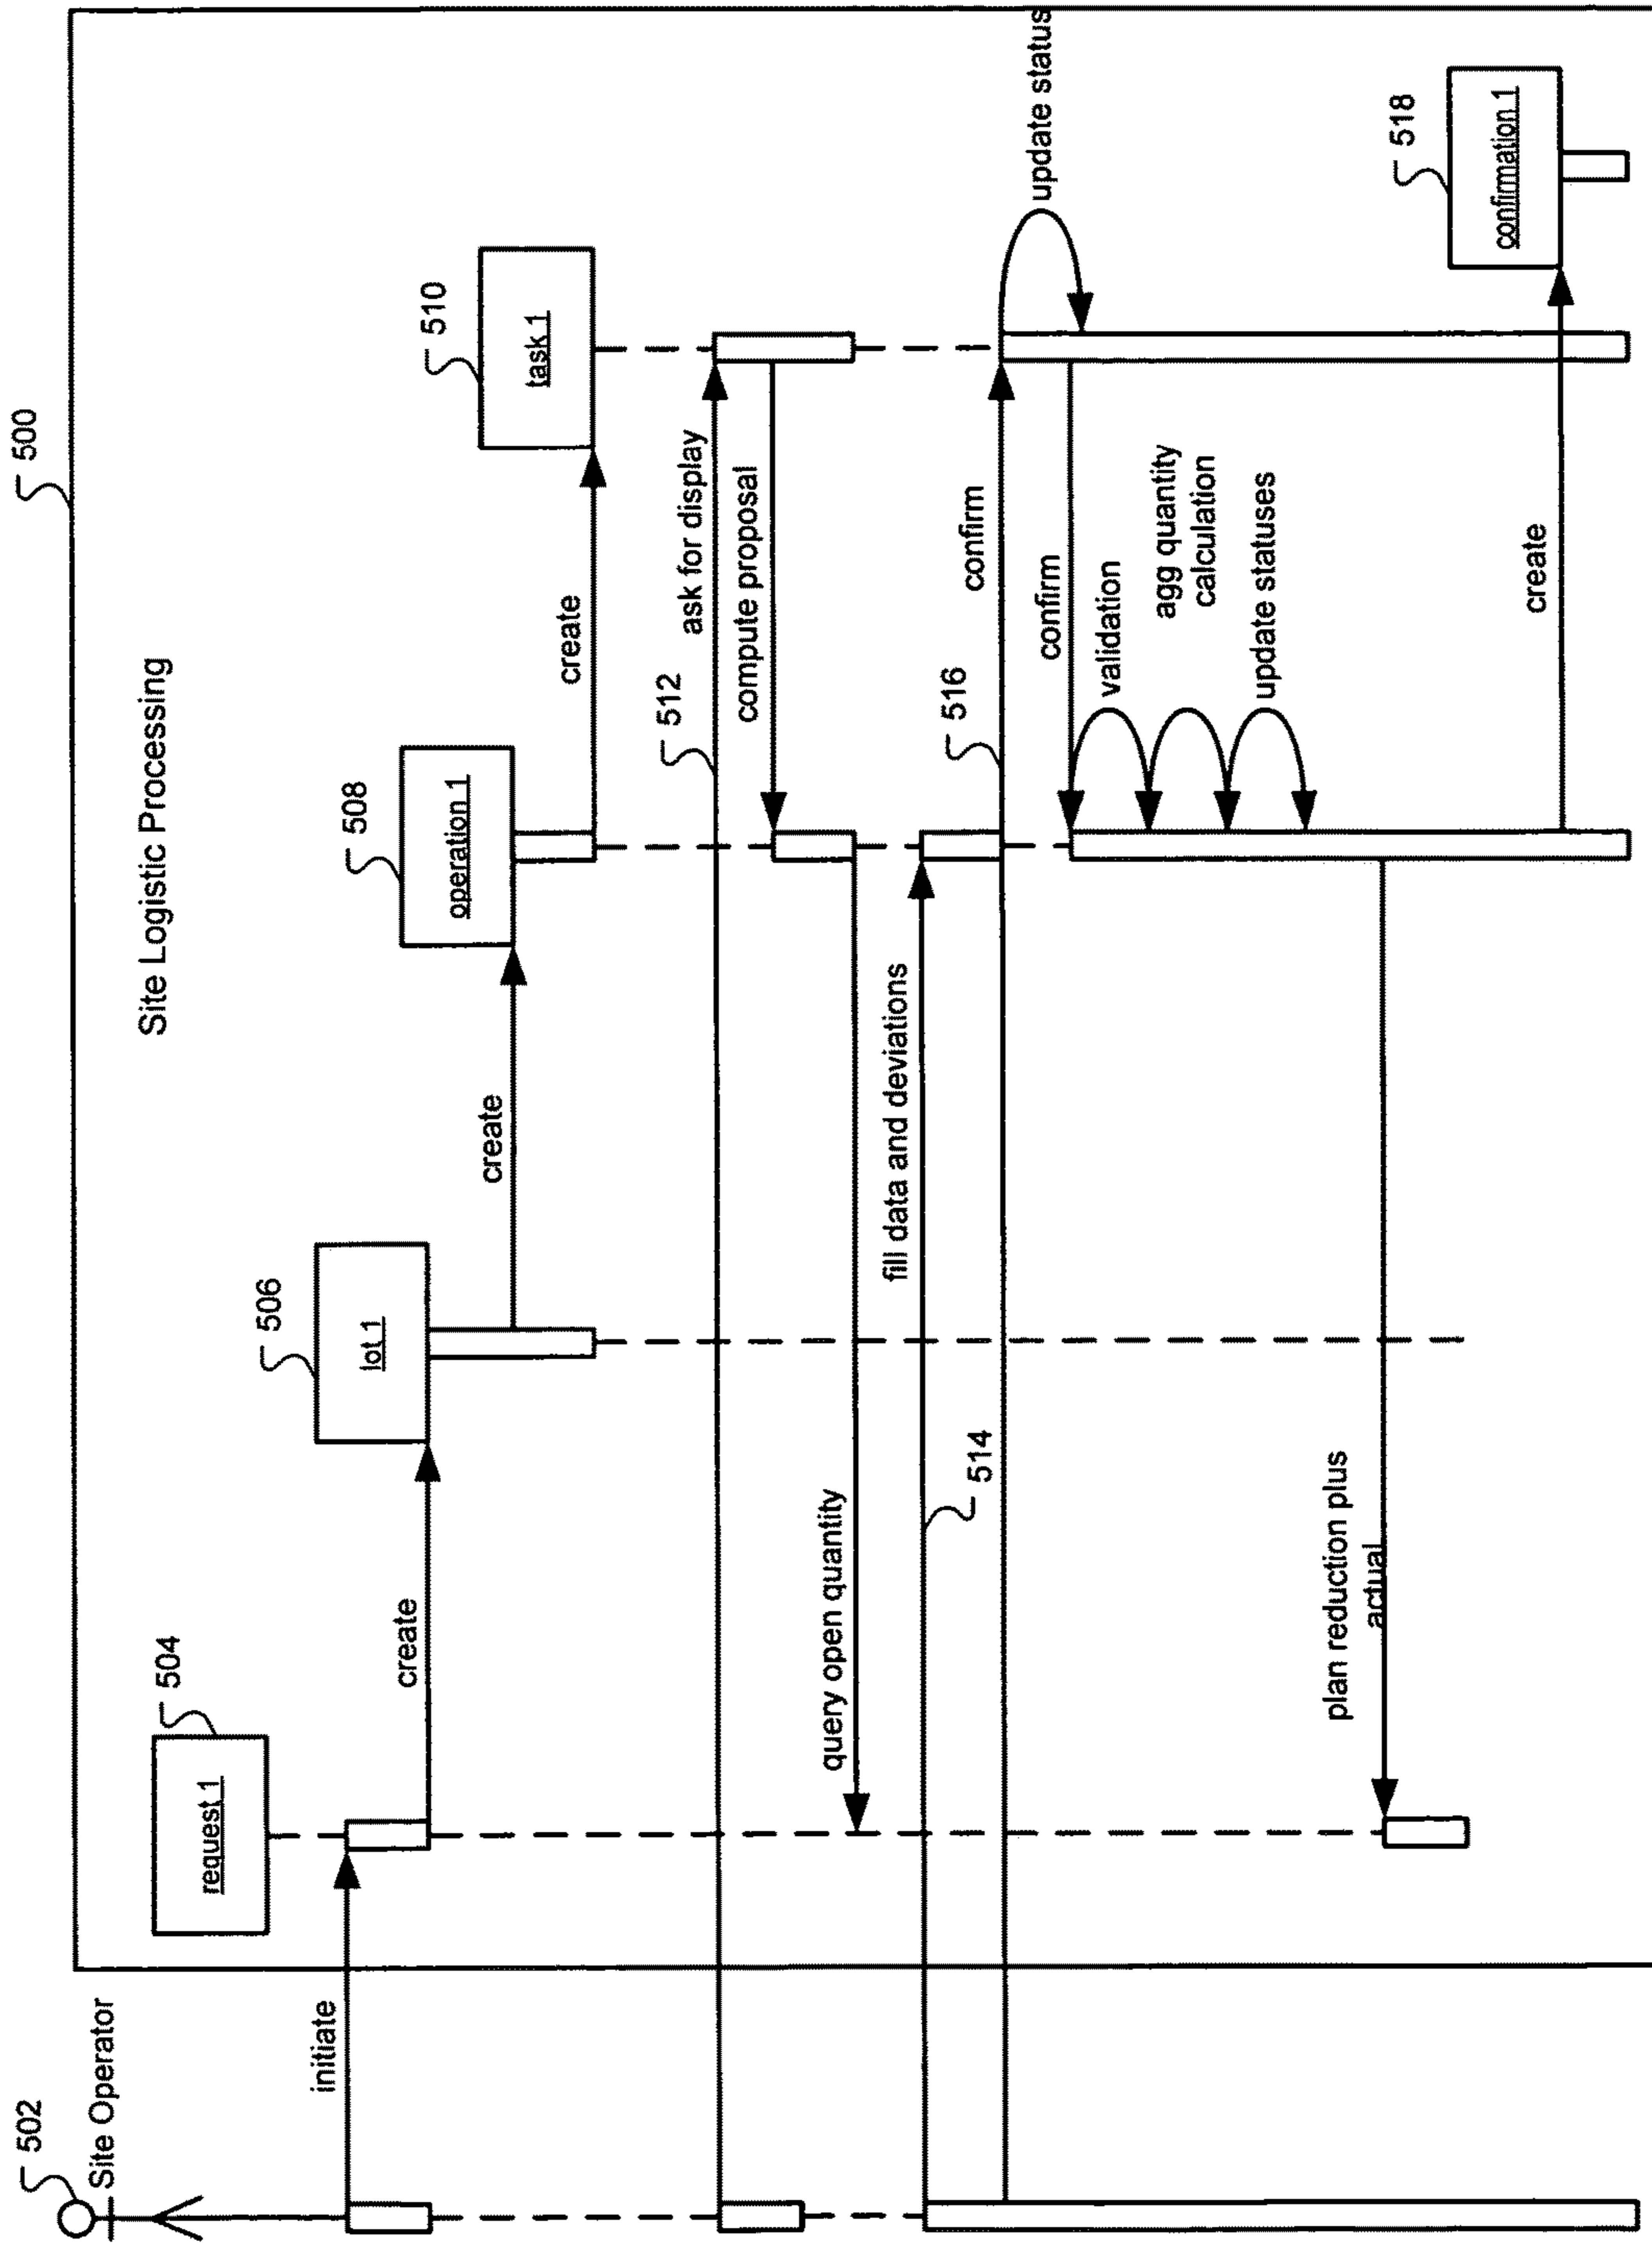 500
502
Site Operator
Site Logistic Processing
504
request 1
initiate
506
lot 1
create
508
operation 1
create
510
task 1
create
512
ask for display
compute proposal
query open quantity
fill data and deviations
514
516
confirm
update status
confirm
validation
agg quantity
calculation
update statuses
plan reduction plus
actual
518
confirmation 1
create